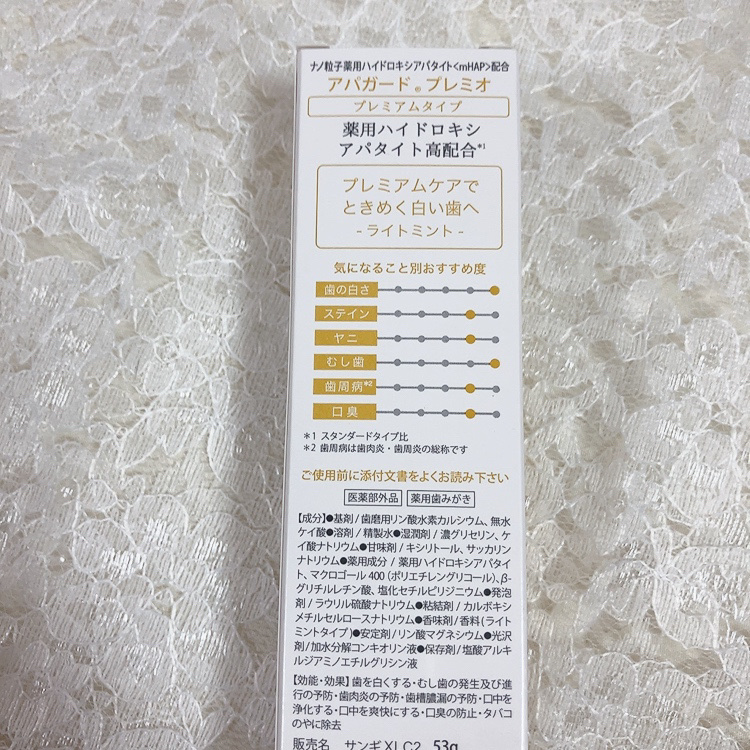 ナノ粒子薬用ハイドロキシアパタイト<mHAP>配合
アパガード® プレミオ
プレミアムタイプ
薬用ハイドロキシ
アパタイト高配合*1
プレミアムケアで
ときめく白い歯へ
- ライトミント -
気になること別おすすめ度
歯の白さ
ステイン
ヤニ
むし歯
歯周病*2
口臭
*1 スタンダードタイプ比
*2 歯周病は歯肉炎・歯周炎の総称です
ご使用前に添付文書をよくお読み下さい
医薬部外品 薬用歯みがき
【成分】●基剤/歯磨用リン酸水素カルシウム、無水
ケイ酸●溶剤/精製水●湿潤剤/濃グリセリン、ケ
イ酸ナトリウム●甘味剤/キシリトール、サッカリン
ナトリウム●薬用成分/薬用ハイドロキシアパタイ
ト、マクロゴール400(ポリエチレングリコール)、β-
グリチルレチン酸、塩化セチルピリジニウム●発泡
剤/ラウリル硫酸ナトリウム●粘結剤/カルボキシ
メチルセルロースナトリウム●香味剤/香料(ライト
ミントタイプ)●安定剤/リン酸マグネシウム●光沢
剤/加水分解コンキオリン液●保存剤/塩酸アルキ
ルジアミノエチルグリシン液
【効能・効果】歯を白くする・むし歯の発生及び進
行の予防・歯肉炎の予防・歯槽膿漏の予防・口中を
浄化する・口中を爽快にする・口臭の防止・タバコ
のやに除去
販売名 サンギXLC2 53g